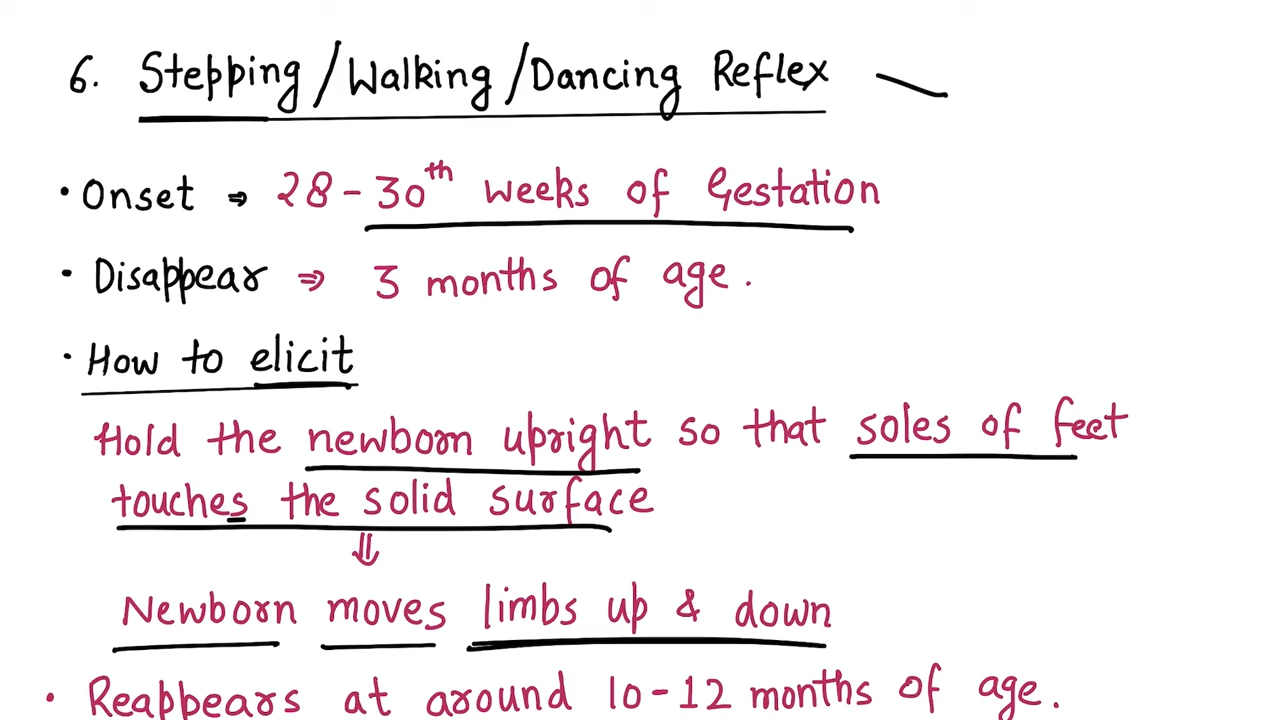 6. Stepping/Walking/Dancing Reflex
• Onset ⇒ 28-30th weeks of Gestation
• Disappear ⇒ 3 months of age.
• How to elicit
Hold the newborn upright so that soles of feet
touches the solid surface
⇓
Newborn moves limbs up & down
• Reappears at around 10-12 months of age.